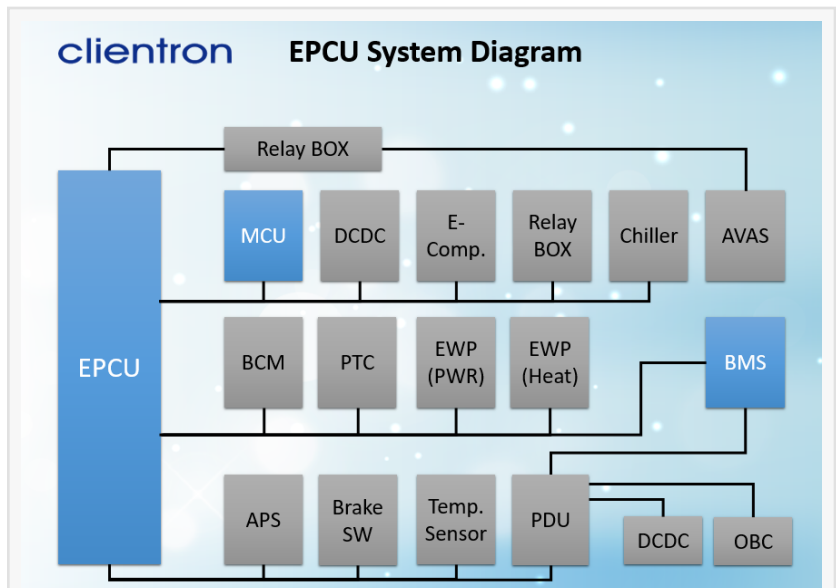 clientron
EPCU System Diagram
Relay BOX
EPCU
MCU
DCDC
E-
Comp.
Relay
BOX
Chiller
AVAS
BCM
PTC
EWP
(PWR)
EWP
(Heat)
BMS
APS
Brake
SW
Temp.
Sensor
PDU
DCDC
OBC